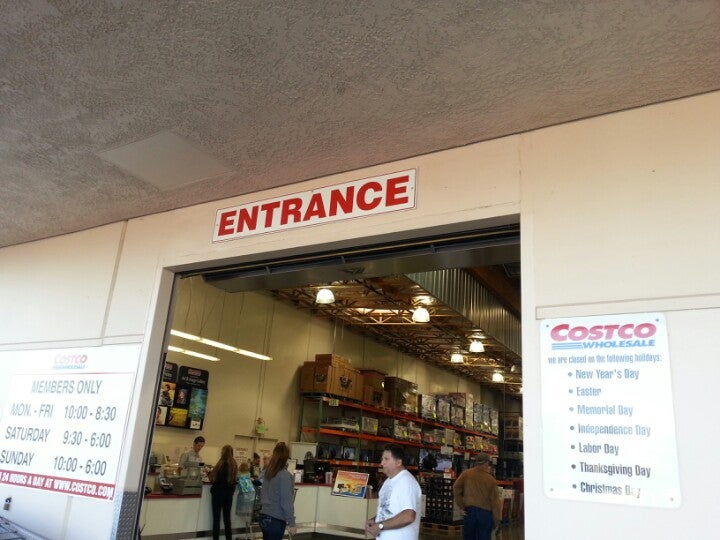 ENTRANCE
COSTCO
MEMBERS ONLY
MON. - FRI 10:00 - 8:30
SATURDAY 9:30 - 6:00
SUNDAY 10:00 - 6:00
24 HOURS A DAY AT WWW.COSTCO.COM
COSTCO
WHOLESALE
we are closed on the following holidays:
• New Year's Day
• Easter
• Memorial Day
• Independence Day
• Labor Day
• Thanksgiving Day
• Christmas Day